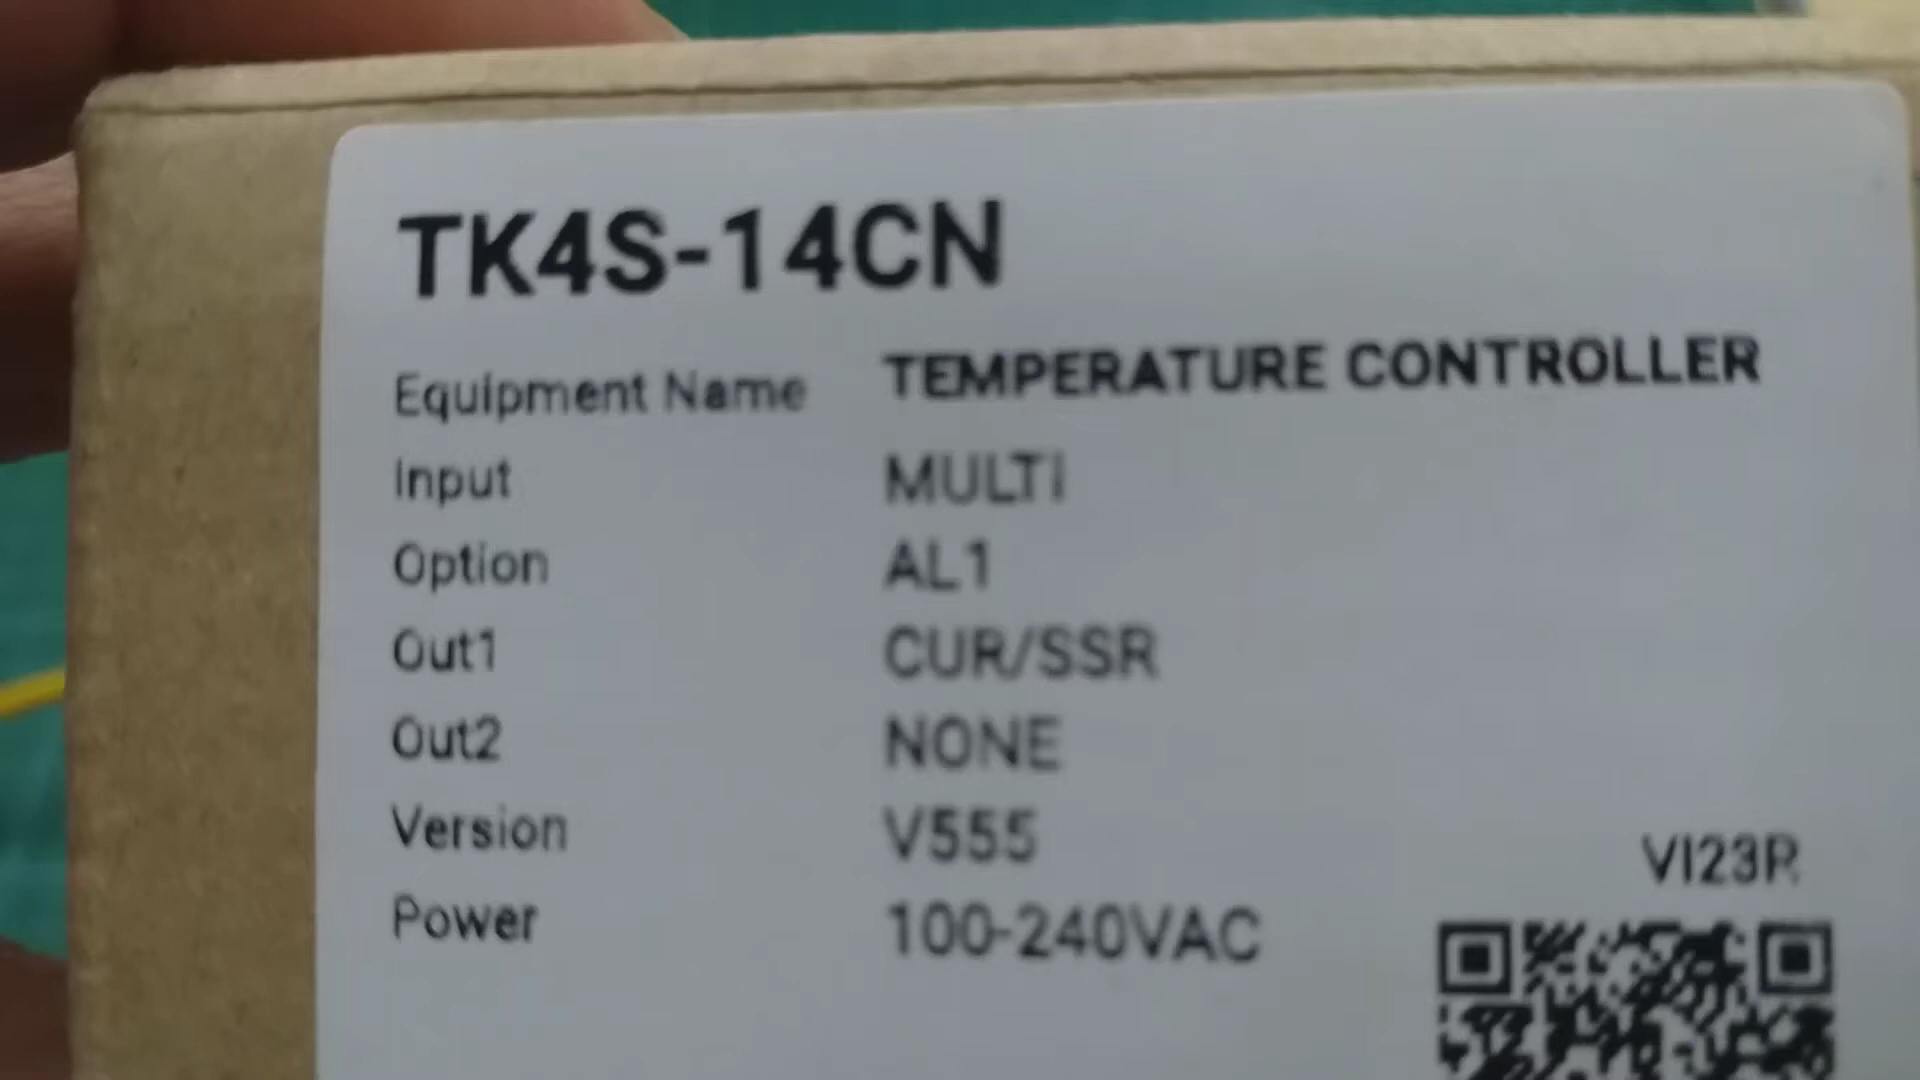 TK4S-14CN
Equipment Name TEMPERATURE CONTROLLER
Input MULTI
Option AL1
Out1 CUR/SSR
Out2 NONE
Version V555
Power 100-240VAC
VI23R